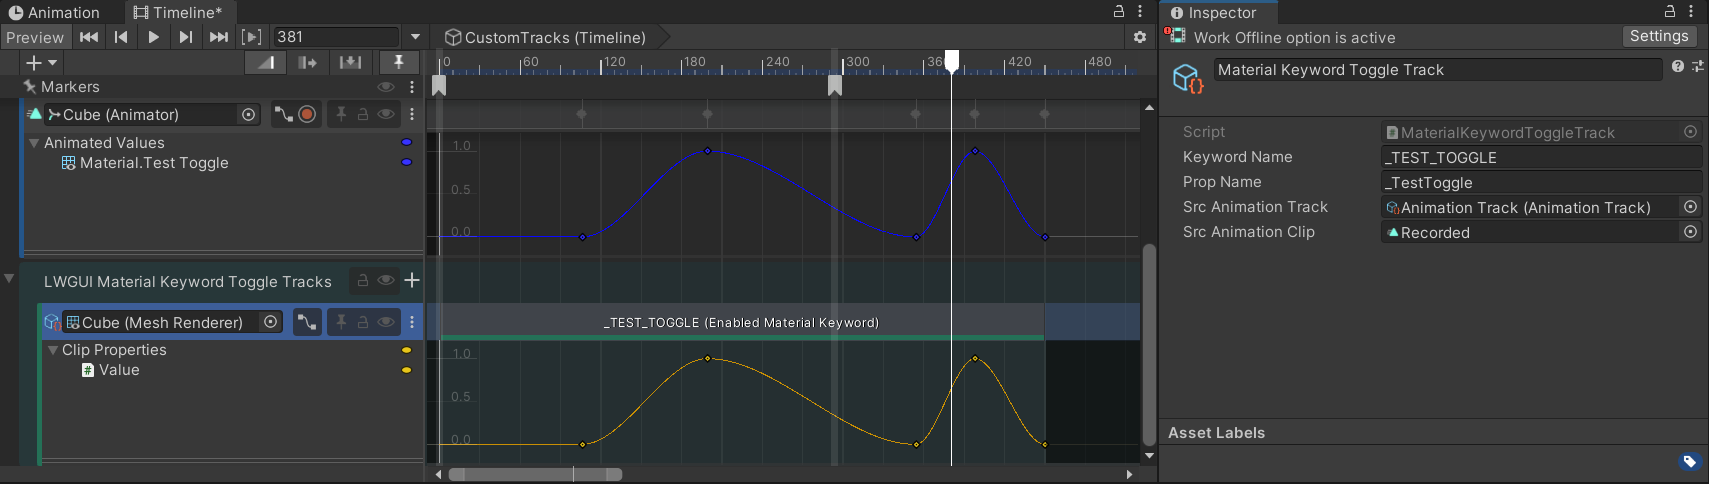 Animation Timeline*
Preview 381 CustomTracks (Timeline)
0 60 120 180 240 300 360 420 480
Markers
Cube (Animator)
Animated Values
Material.Test Toggle
1.0
0.5
0.0
LWGUI Material Keyword Toggle Tracks
Cube (Mesh Renderer)
_TEST_TOGGLE (Enabled Material Keyword)
Clip Properties
# Value
1.0
0.5
0.0
Inspector
Work Offline option is active Settings
Material Keyword Toggle Track
Script MaterialKeywordToggleTrack
Keyword Name _TEST_TOGGLE
Prop Name _TestToggle
Src Animation Track Animation Track (Animation Track)
Src Animation Clip Recorded
Asset Labels